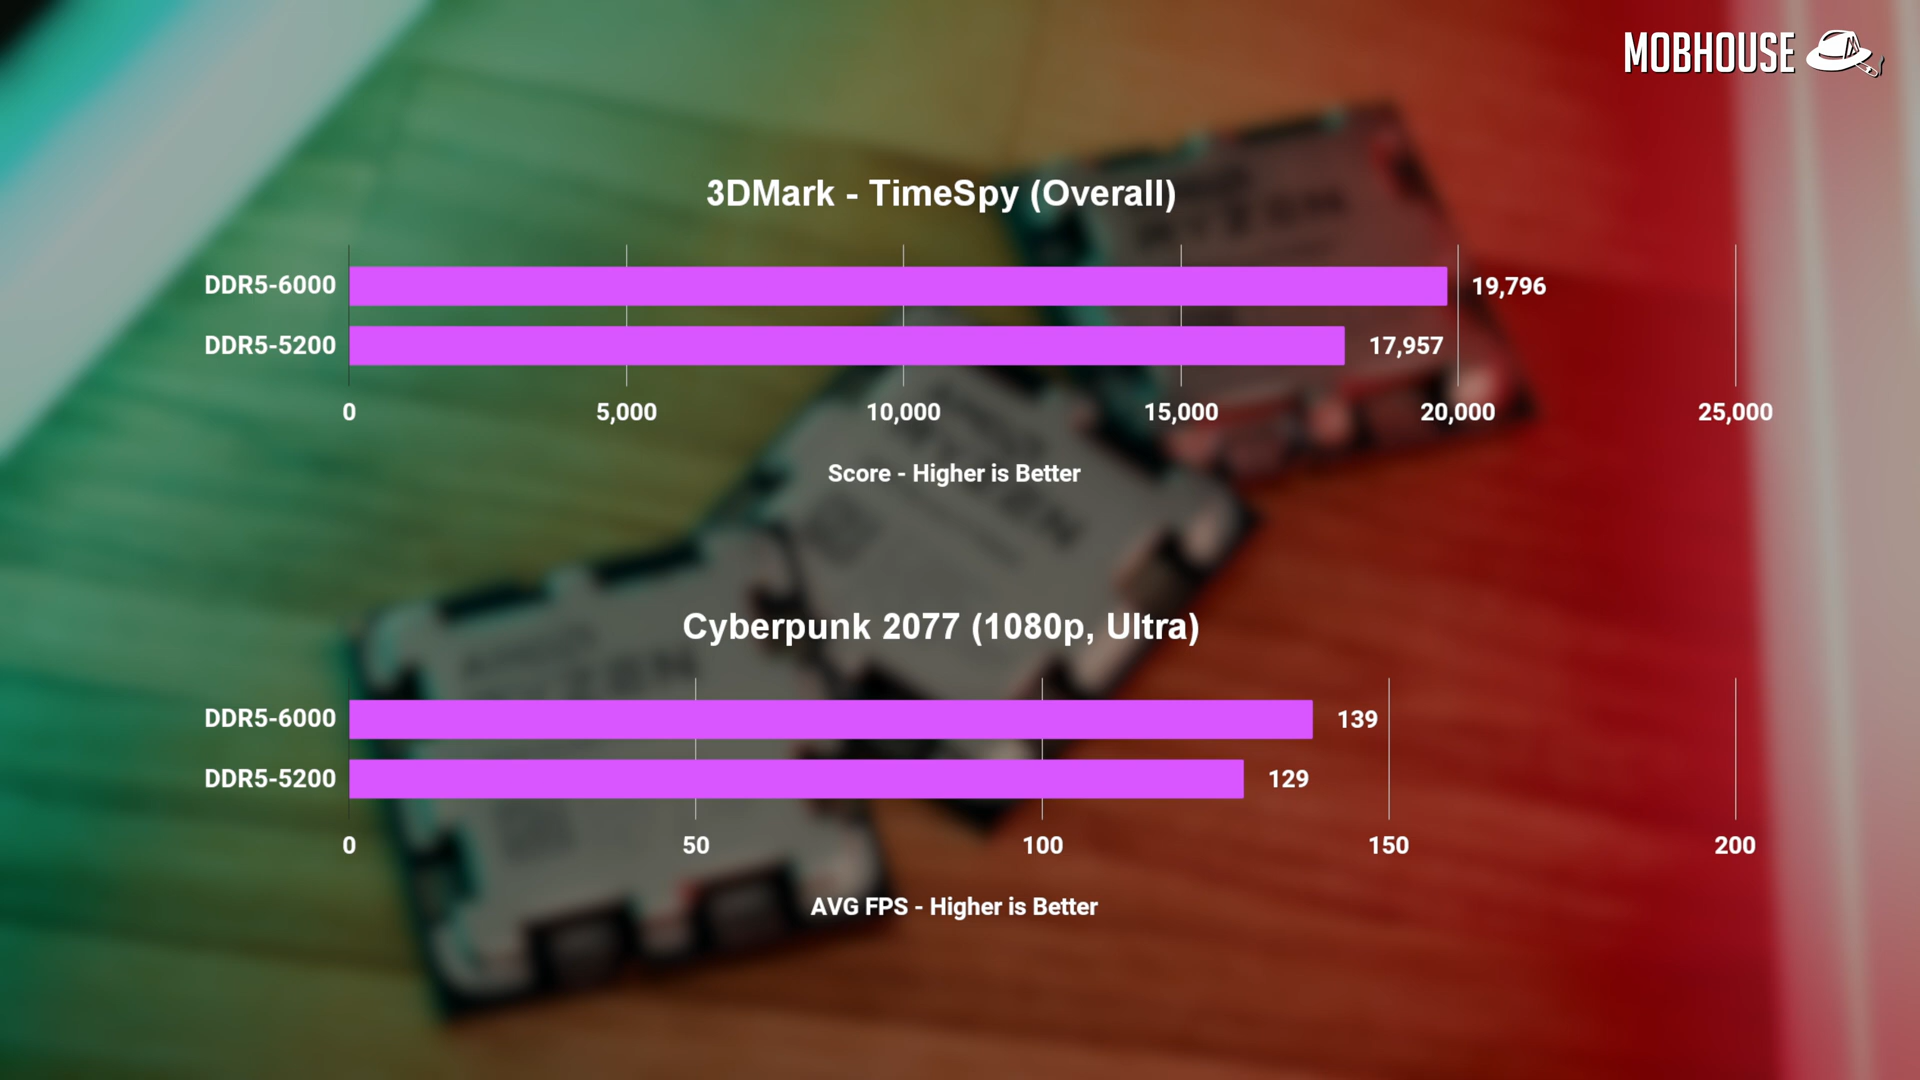 MOBHOUSE
3DMark - TimeSpy (Overall)
DDR5-6000 19,796
DDR5-5200 17,957
0 5,000 10,000 15,000 20,000 25,000
Score - Higher is Better
Cyberpunk 2077 (1080p, Ultra)
DDR5-6000 139
DDR5-5200 129
0 50 100 150 200
AVG FPS - Higher is Better